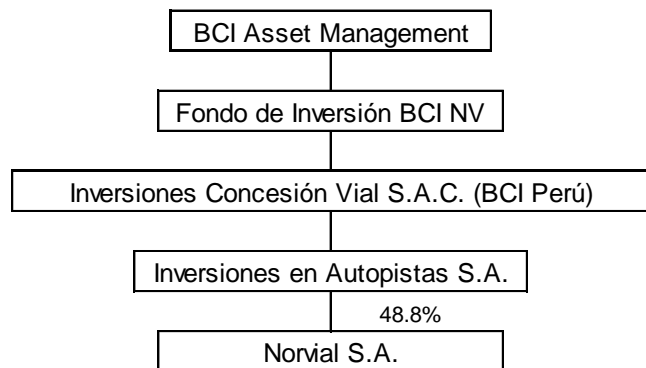 BCI Asset Management
Fondo de Inversión BCI NV
Inversiones Concesión Vial S.A.C. (BCI Perú)
Inversiones en Autopistas S.A.
48.8%
Norvial S.A.